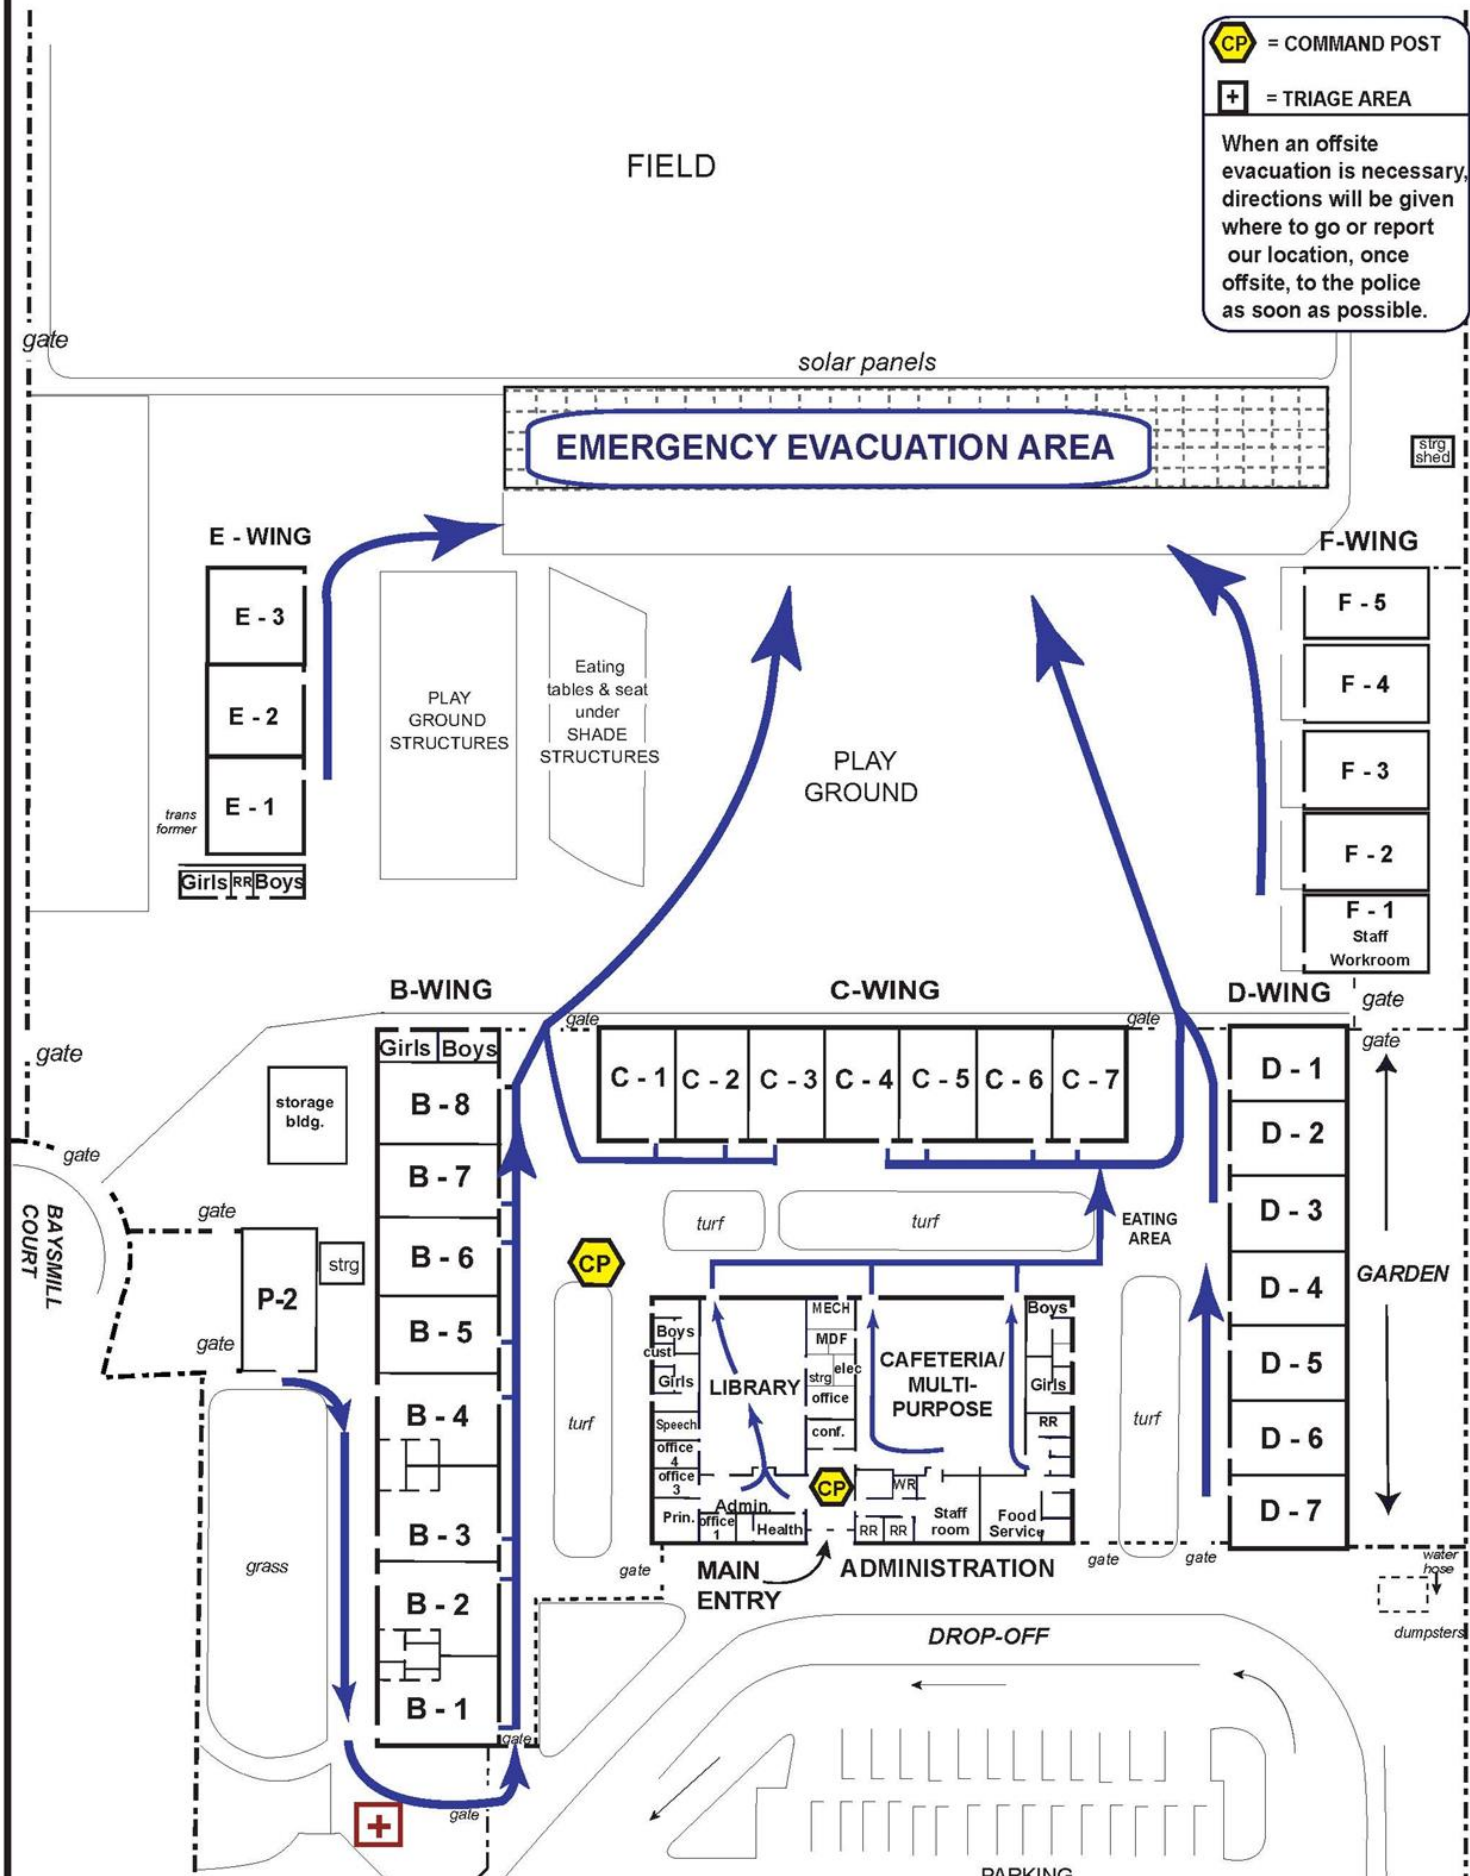 CP = COMMAND POST
+ = TRIAGE AREA
When an offsite
evacuation is necessary,
directions will be given
where to go or report
our location, once
offsite, to the police
as soon as possible.
FIELD
gate
solar panels
EMERGENCY EVACUATION AREA
strg
shed
E - WING
F-WING
E - 3
E - 2
E - 1
trans
former
Girls RR Boys
PLAY
GROUND
STRUCTURES
Eating
tables & seat
under
SHADE
STRUCTURES
PLAY
GROUND
F - 5
F - 4
F - 3
F - 2
F - 1
Staff
Workroom
gate
gate
B-WING
C-WING
D-WING
gate
gate
gate
gate
BAYSMILL
COURT
storage
bldg.
Girls Boys
B - 8
B - 7
B - 6
B - 5
B - 4
B - 3
B - 2
B - 1
C - 1 C - 2 C - 3 C - 4 C - 5 C - 6 C - 7
D - 1
D - 2
D - 3
D - 4
D - 5
D - 6
D - 7
GARDEN
gate
P-2
strg
gate
grass
CP
turf
turf
turf
EATING
AREA
turf
Boys
cust
Girls
Speech
office
4
office
3
Prin.
LIBRARY
Admin.
office
1
Health
MECH
MDF
elec
strg
office
conf.
CP
CAFETERIA/
MULTI-
PURPOSE
WR
RR RR
Staff
room
Food
Service
Boys
Girls
RR
gate
MAIN
ENTRY
ADMINISTRATION
gate
gate
water
hose
dumpsters
DROP-OFF
gate
gate
+
PARKING